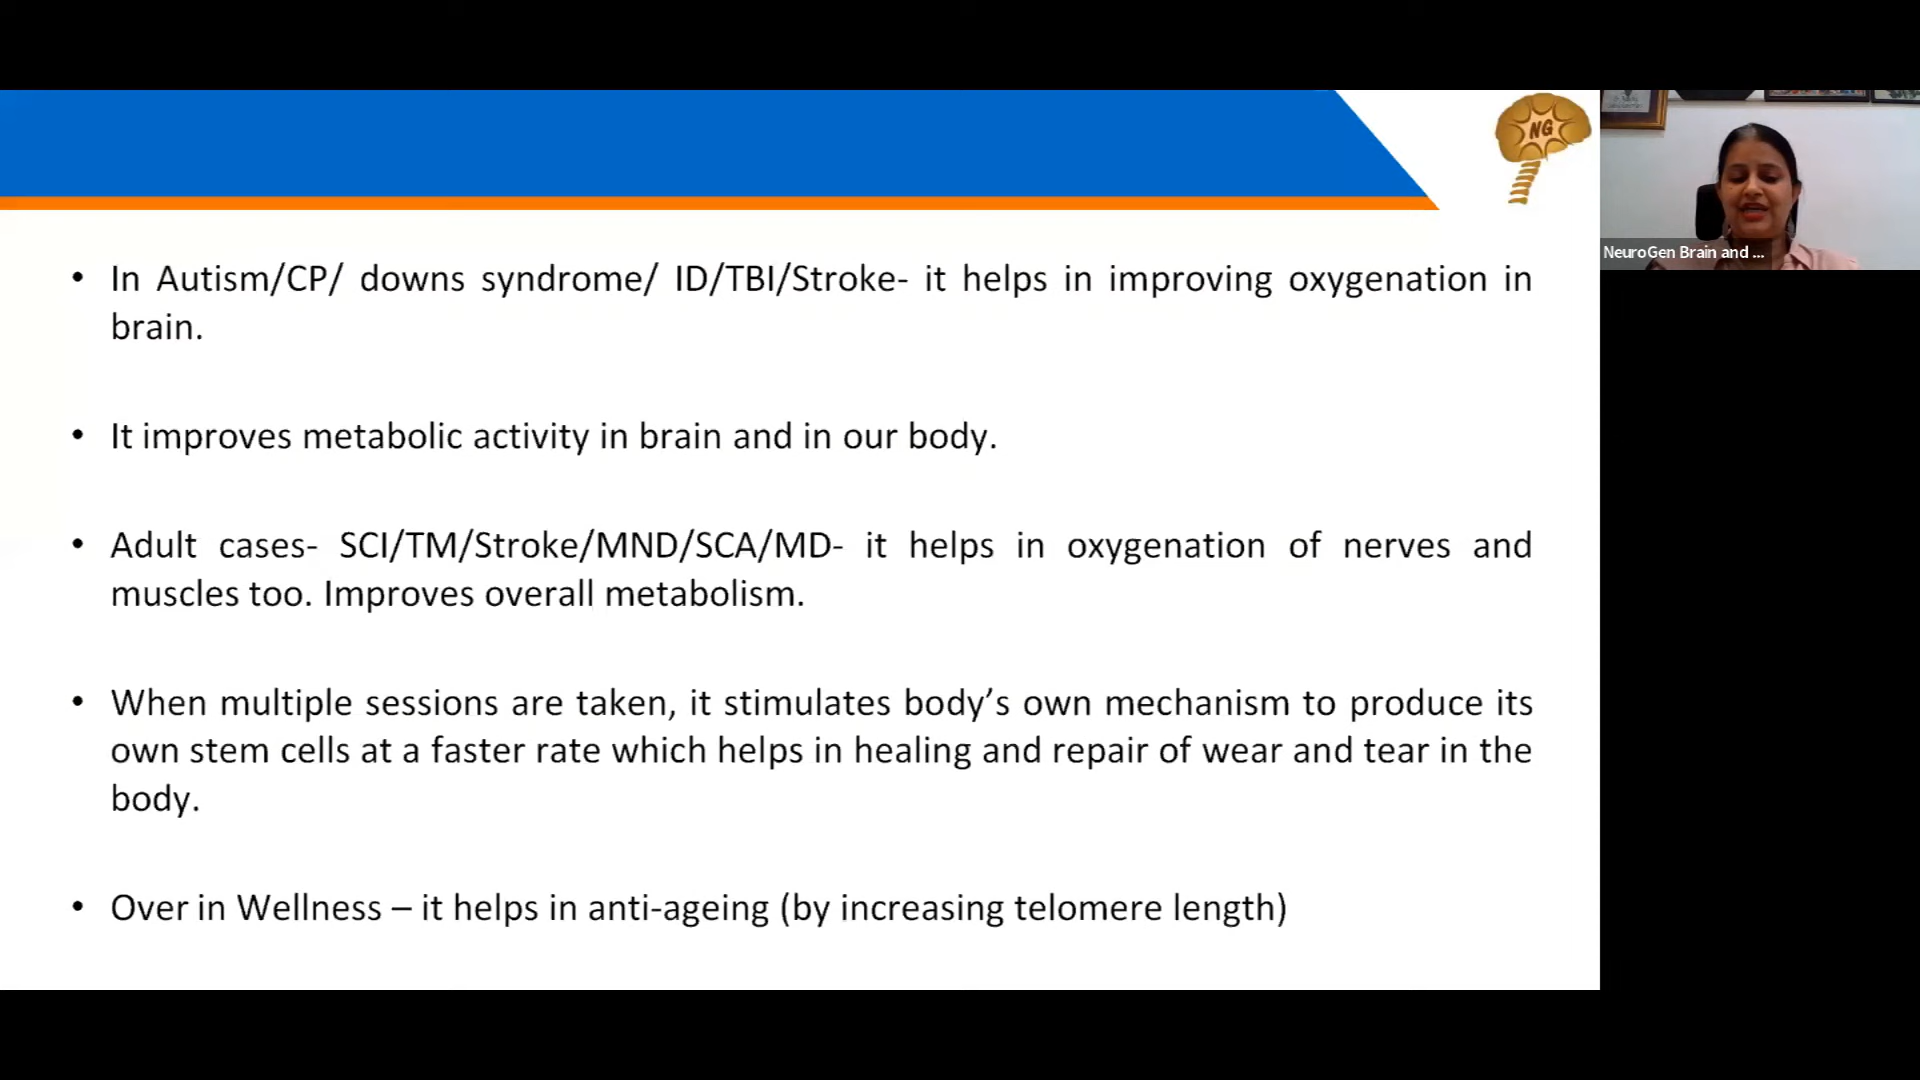 NG
NeuroGen Brain and ...
• In Autism/CP/ downs syndrome/ ID/TBI/Stroke- it helps in improving oxygenation in
brain.
• It improves metabolic activity in brain and in our body.
• Adult cases- SCI/TM/Stroke/MND/SCA/MD- it helps in oxygenation of nerves and
muscles too. Improves overall metabolism.
• When multiple sessions are taken, it stimulates body’s own mechanism to produce its
own stem cells at a faster rate which helps in healing and repair of wear and tear in the
body.
• Over in Wellness – it helps in anti-ageing (by increasing telomere length)